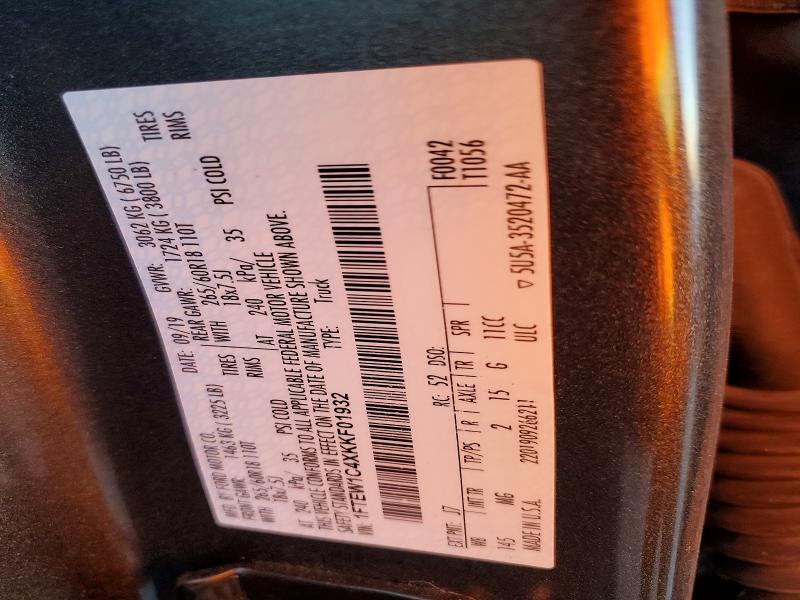 MFD. BY FORD MOTOR CO.
DATE: 09/19 GVWR: 3062 KG ( 6750 LB)
FRONT GAWR: 1463 KG ( 3225 LB) REAR GAWR: 1724 KG ( 3800 LB)
WITH 265/60R18 110T TIRES WITH 265/60R18 110T TIRES
18x7.5J RIMS 18x7.5J RIMS
AT 240 kPa/ 35 PSI COLD AT 240 kPa/ 35 PSI COLD
THIS VEHICLE CONFORMS TO ALL APPLICABLE FEDERAL MOTOR VEHICLE
SAFETY STANDARDS IN EFFECT ON THE DATE OF MANUFACTURE SHOWN ABOVE.
VIN: 1FTEW1C4XKKF01932 TYPE: Truck
F0042
EXT PNT: J7 RC: 52 DSO: T1056
WB INT TR TP/PS R AXLE TR SPR
145 MG 2 15 G 11CC
MADE IN U.S.A. 22019092662111 ULC ▽ 5U5A-3520472-AA